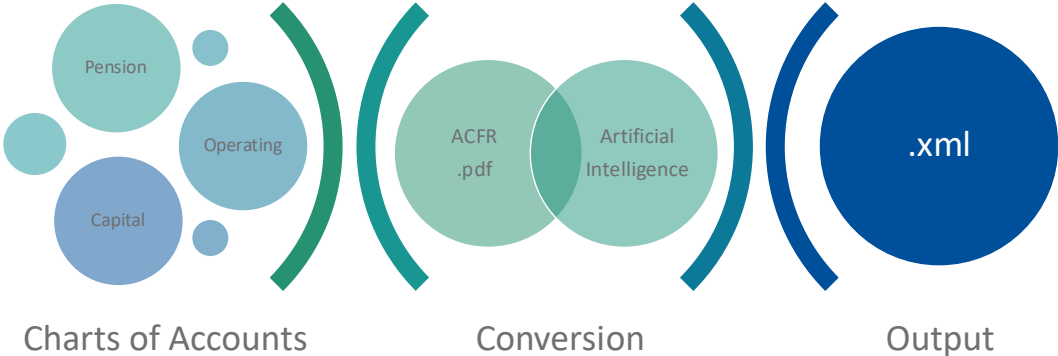 Pension
Operating
Capital
Charts of Accounts
ACFR
.pdf
Artificial
Intelligence
Conversion
.xml
Output